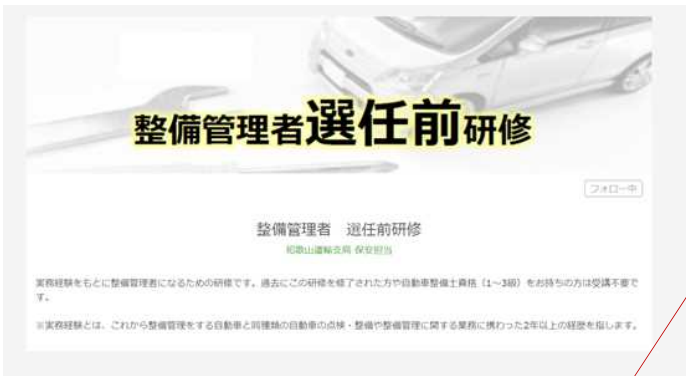 整備管理者選任前研修
フォロー中
整備管理者 選任前研修
和歌山運輸支局 保安担当
実務経験をもとに整備管理者になるための研修です。過去にこの研修を修了された方や自動車整備士資格（1～3級）をお持ちの方は受講不要で
す。
※実務経験とは、これから整備管理をする自動車と同種類の自動車の点検・整備や整備管理に関する業務に携わった2年以上の経歴を指します。